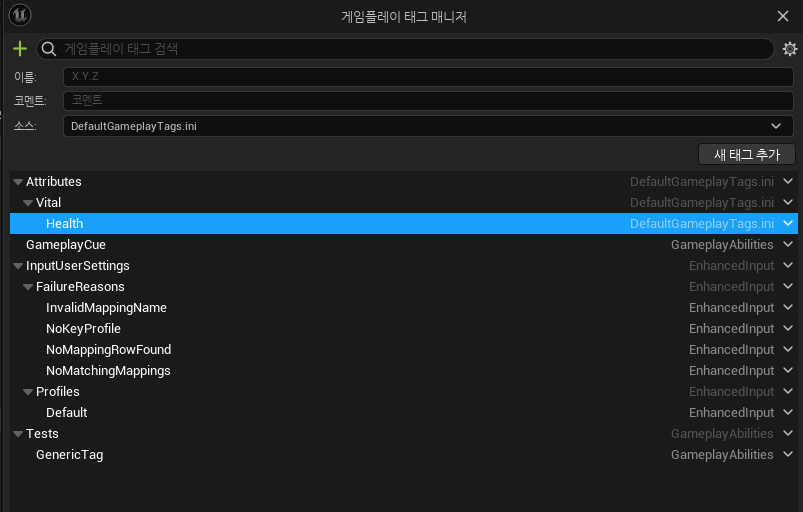 게임플레이 태그 매니저
게임플레이 태그 검색
이름: X.Y.Z
코멘트: 코멘트
소스: DefaultGameplayTags.ini
새 태그 추가
Attributes DefaultGameplayTags.ini
Vital DefaultGameplayTags.ini
Health DefaultGameplayTags.ini
GameplayCue GameplayAbilities
InputUserSettings EnhancedInput
FailureReasons EnhancedInput
InvalidMappingName EnhancedInput
NoKeyProfile EnhancedInput
NoMappingRowFound EnhancedInput
NoMatchingMappings EnhancedInput
Profiles EnhancedInput
Default EnhancedInput
Tests GameplayAbilities
GenericTag GameplayAbilities